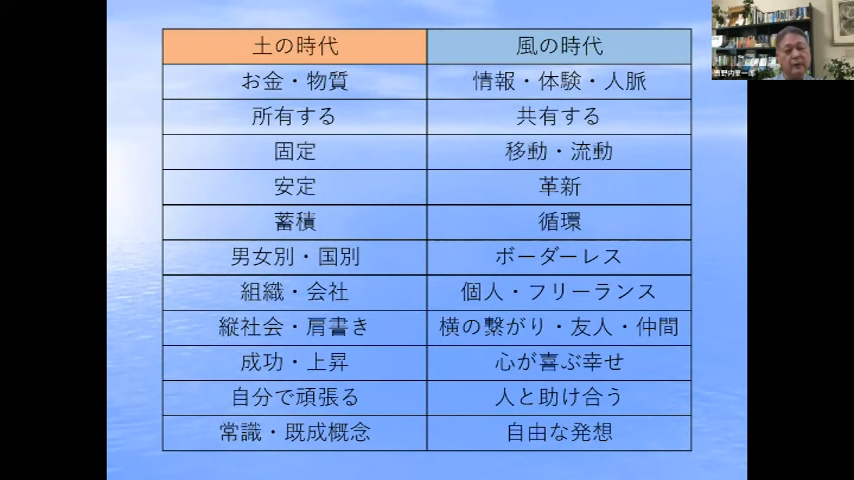 土の時代 風の時代
お金・物質 情報・体験・人脈
所有する 共有する
固定 移動・流動
安定 革新
蓄積 循環
男女別・国別 ボーダーレス
組織・会社 個人・フリーランス
縦社会・肩書き 横の繋がり・友人・仲間
成功・上昇 心が喜ぶ幸せ
自分で頑張る 人と助け合う
常識・既成概念 自由な発想